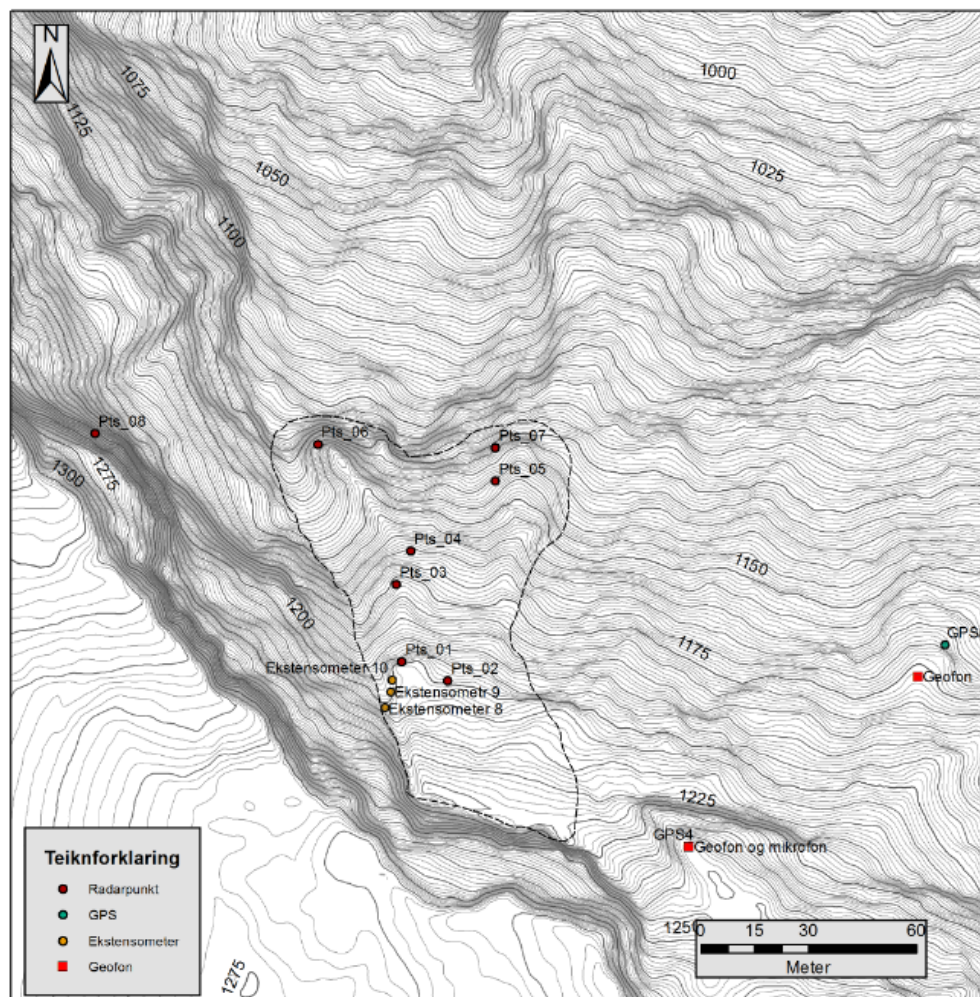 N
1000
1075
1125
1025
1050
1100
Pts_08
Pts_06
Pts_07
1300
1275
Pts_05
Pts_04
1150
Pts_03
1200
GPS
1175
Pts_01
Ekstensometer 10
Pts_02
Geofon
Ekstensometr 9
Ekstensometer 8
1225
GPS4
Geofon og mikrofon
Teiknforklaring
Radarpunkt
GPS
Ekstensometer
Geofon
1250
0 15 30 60
Meter
1275